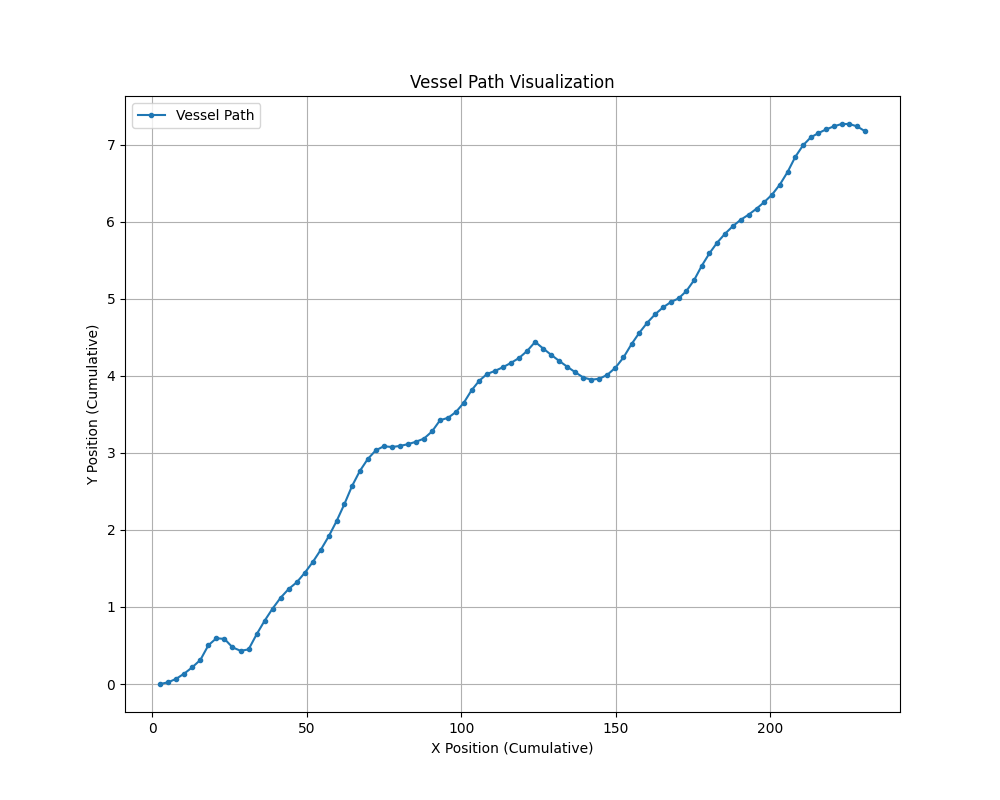 Vessel Path Visualization
Vessel Path
Y Position (Cumulative)
7
6
5
4
3
2
1
0
0 50 100 150 200
X Position (Cumulative)